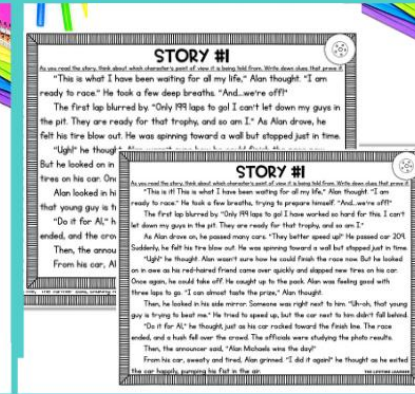 STORY #1
As you read the story, think about which character's point of view it is being told from. Write down clues that prove it.
"This is what I have been waiting for all my life," Alan thought. "I am
ready to race." He took a few deep breaths. "And...we're off!"
The first lap blurred by. "Only 199 laps to go! I can't let down my guys in
the pit. They are ready for that trophy, and so am I." As Alan drove, he
felt his tire blow out. He was spinning toward a wall but stopped just in time.
"Ugh!" he thought. Alan wasn't sure how he could finish the race now.
But he looked on in
tires on his car. On
Alan looked in hi
that young guy is t
"Do it for Al," h
ended, and the cro
Then, the annou
From his car, Al
STORY #1
As you read the story, think about which character's point of view it is being told from. Write down clues that prove it.
"This is it! This is what I have been waiting for all my life," Alan thought. "I am
ready to race." He took a few breaths, trying to prepare himself. "And...we're off!"
The first lap blurred by. "Only 199 laps to go! I have worked so hard for this. I can't
let down my guys in the pit. They are ready for that trophy, and so am I."
As Alan drove on, he passed many cars. "They better speed up!" He passed car 209.
Suddenly, he felt his tire blow out. He was spinning toward a wall but stopped just in time.
"Ugh!" he thought. Alan wasn't sure how he could finish the race now. But he looked
on in awe as his red-haired friend came over quickly and slapped new tires on his car.
Once again, he could take off. He caught up to the pack. Alan was feeling good with
three laps to go. "I can almost taste the prize," Alan thought.
Then, he looked in his side mirror. Someone was right next to him. "Uh-oh, that young
guy is trying to beat me." He tried to speed up, but the car next to him didn't fall behind.
"Do it for Al," he thought, just as his car rocked toward the finish line. The race
ended, and a hush fell over the crowd. The officials were studying the photo results.
Then, the announcer said, "Alan Michaels wins the day!"
From his car, sweaty and tired, Alan grinned. "I did it again!" he thought as he exited
the car happily, pumping his fist in the air.
THE LIFETIME LEARNER